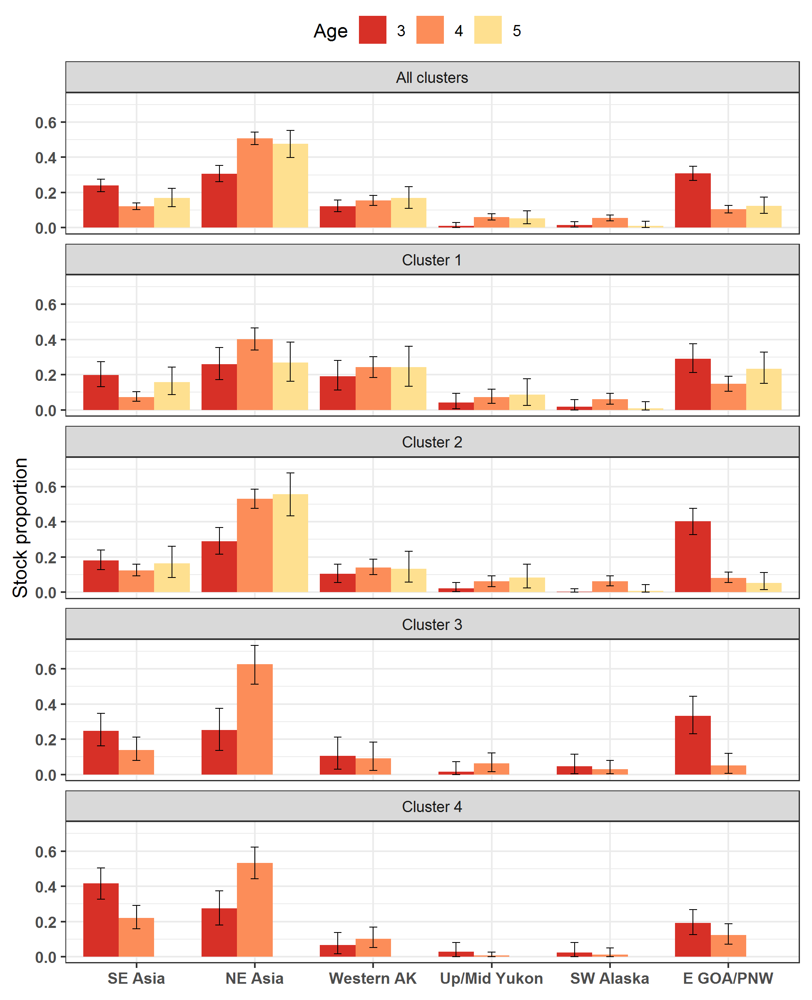 Age 3 4 5
All clusters
0.6
0.4
0.2
0.0
Cluster 1
0.6
0.4
0.2
0.0
Cluster 2
0.6
0.4
0.2
0.0
Stock proportion
Cluster 3
0.6
0.4
0.2
0.0
Cluster 4
0.6
0.4
0.2
0.0
SE Asia NE Asia Western AK Up/Mid Yukon SW Alaska E GOA/PNW